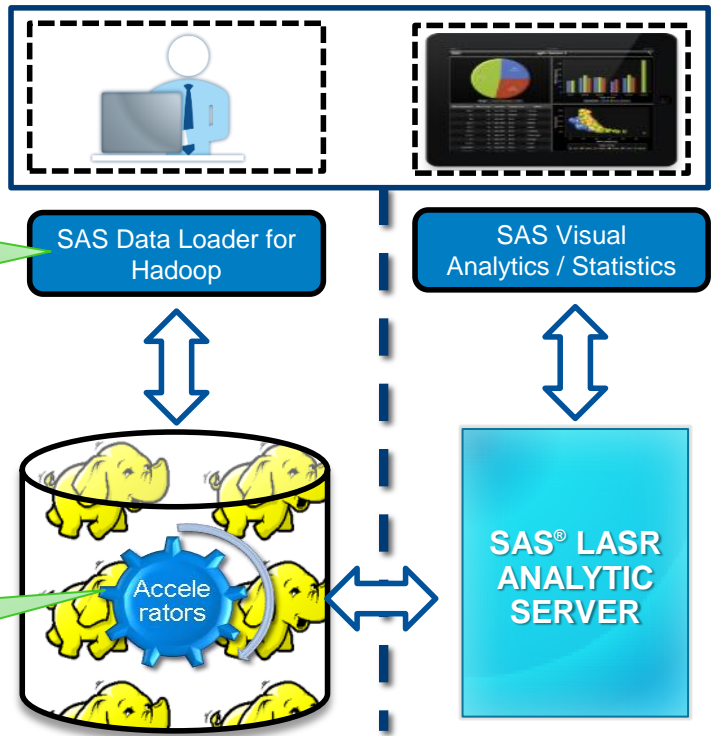 SAS Data Loader for
Hadoop
SAS Visual
Analytics / Statistics
Accele
rators
SAS® LASR
ANALYTIC
SERVER